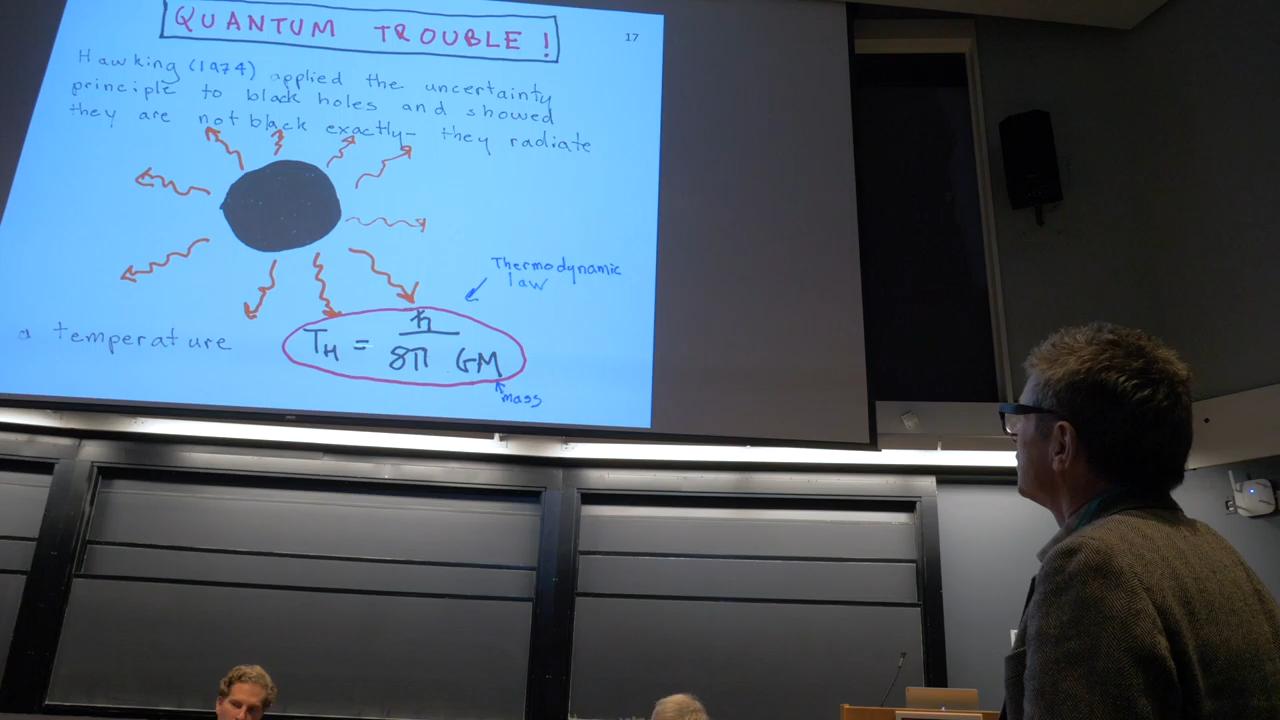 QUANTUM TROUBLE!
17
Hawking (1974) applied the uncertainty
principle to black holes and showed
they are not black exactly- they radiate
Thermodynamic
law
temperature
T_H = ħ / 8π GM
mass